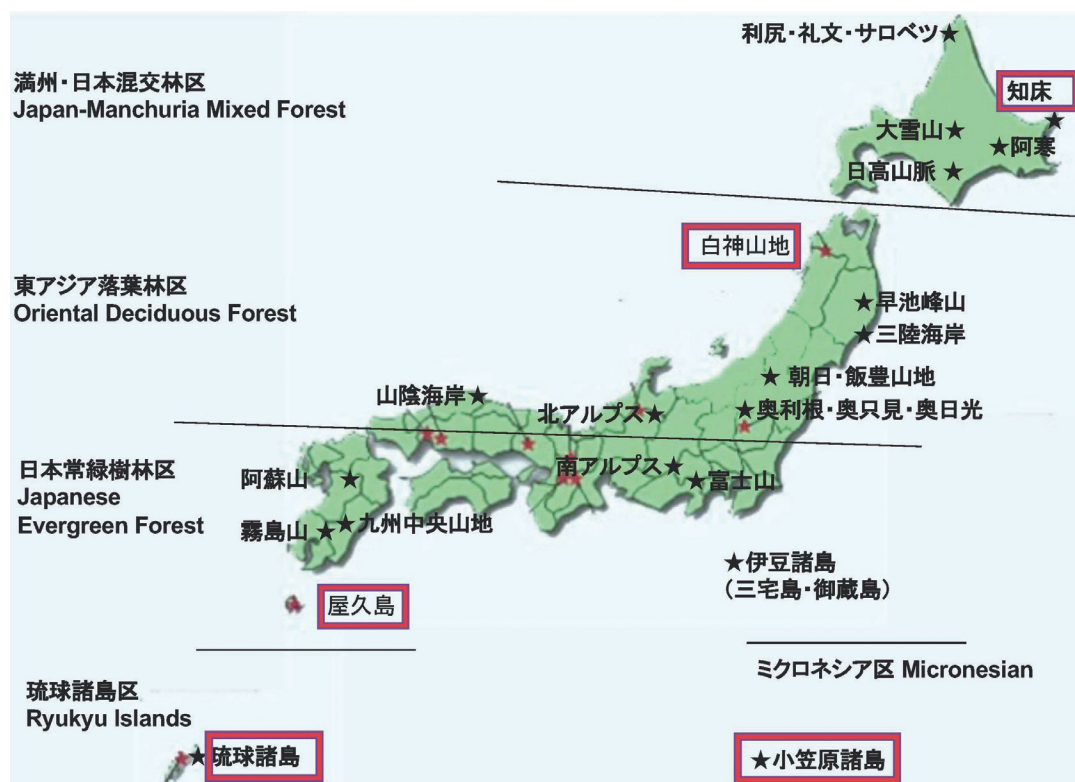 利尻・礼文・サロベツ
満州・日本混交林区
Japan-Manchuria Mixed Forest
知床
大雪山
阿寒
日高山脈
白神山地
東アジア落葉林区
Oriental Deciduous Forest
早池峰山
三陸海岸
朝日・飯豊山地
山陰海岸
北アルプス
奥利根・奥只見・奥日光
日本常緑樹林区
Japanese
Evergreen Forest
阿蘇山
南アルプス
富士山
霧島山
九州中央山地
伊豆諸島
(三宅島・御蔵島)
屋久島
ミクロネシア区 Micronesian
琉球諸島区
Ryukyu Islands
琉球諸島
小笠原諸島